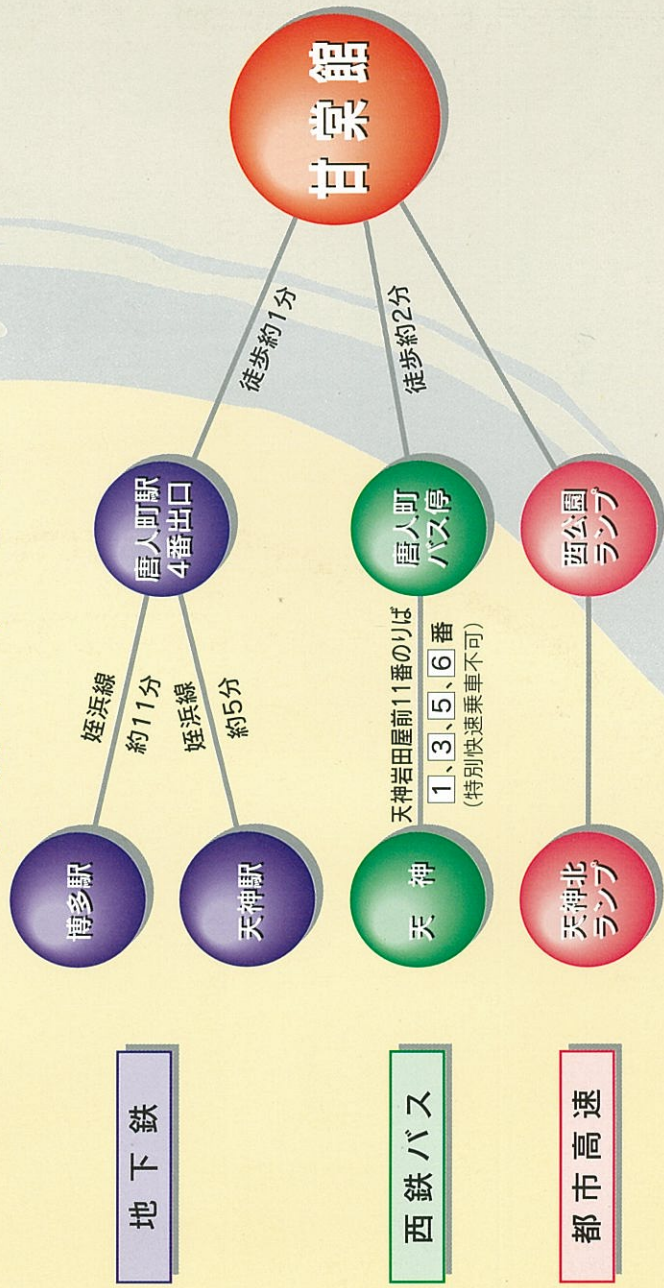 地下鉄
博多駅
姪浜線
約11分
天神駅
姪浜線
約5分
唐人町駅
4番出口
徒歩約1分
西鉄バス
天 神
天神岩田屋前11番のりば
1、3、5、6番
(特別快速乗車不可)
唐人町
バス停
徒歩約2分
都市高速
天神北
ランプ
西公園
ランプ
甘棠館